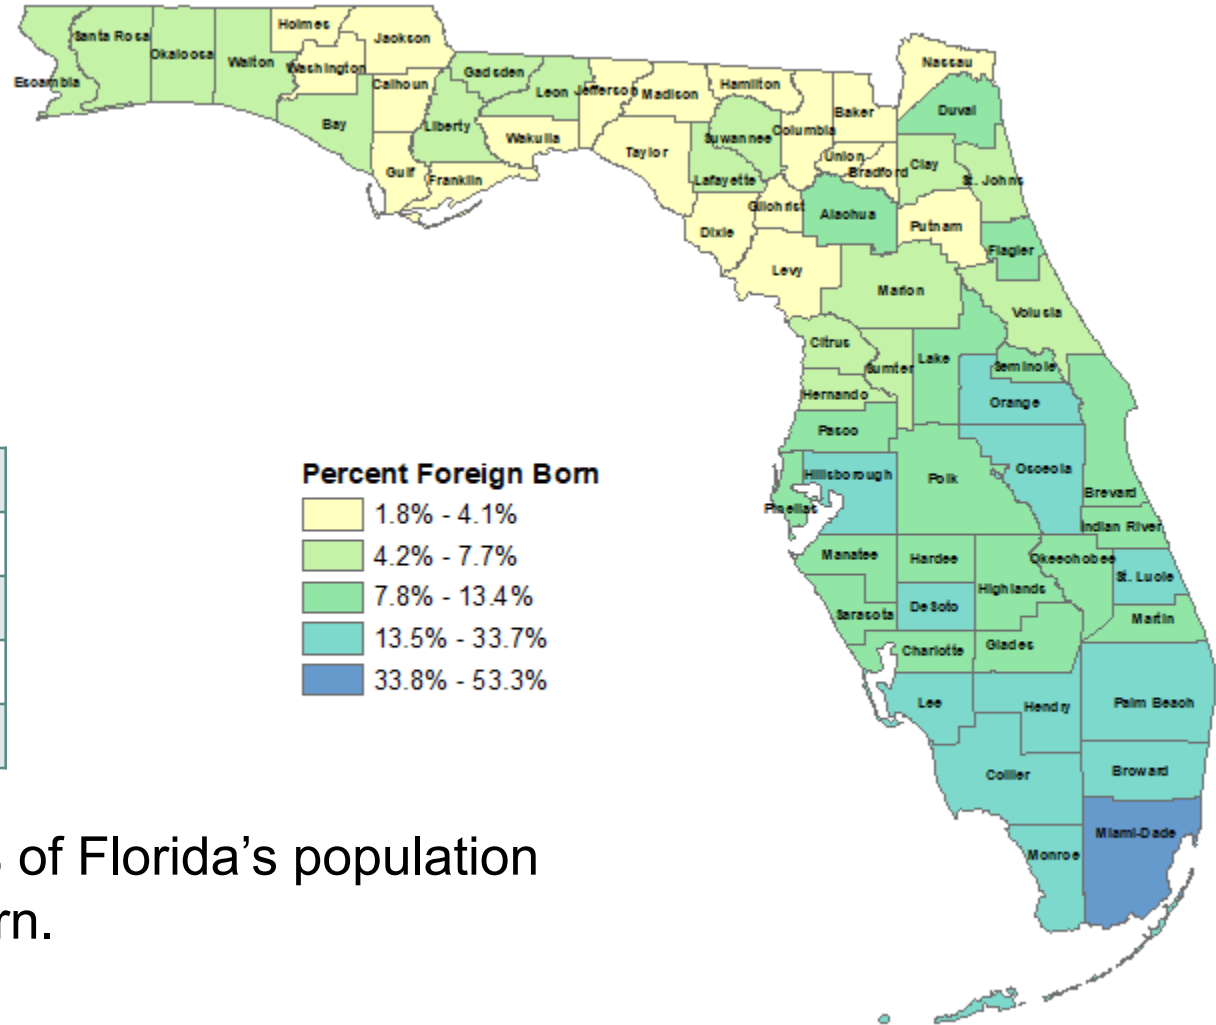 Holmes
Jackson
Santa Rosa
Okaloosa
Walton
Washington
Escambia
Calhoun
Bay
Gulf
Gadsden
Leon
Jefferson
Madison
Hamilton
Liberty
Wakulla
Franklin
Taylor
Suwannee
Columbia
Baker
Nassau
Duval
Lafayette
Union
Bradford
Clay
St. Johns
Gilchrist
Alachua
Putnam
Dixie
Flagler
Levy
Marion
Volusia
Citrus
Sumter
Lake
Seminole
Hernando
Orange
Pasco
Hillsborough
Polk
Osceola
Brevard
Pinellas
Indian River
Manatee
Hardee
Okeechobee
Highlands
St. Lucie
Sarasota
DeSoto
Martin
Charlotte
Glades
Lee
Hendry
Palm Beach
Collier
Broward
Miami-Dade
Monroe
Percent Foreign Born
1.8% - 4.1%
4.2% - 7.7%
7.8% - 13.4%
13.5% - 33.7%
33.8% - 53.3%
of Florida’s population
rn.